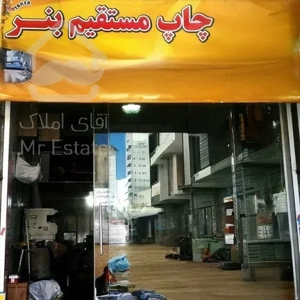 چاپ مستقیم بنر
آقای املاک
Mr Estate